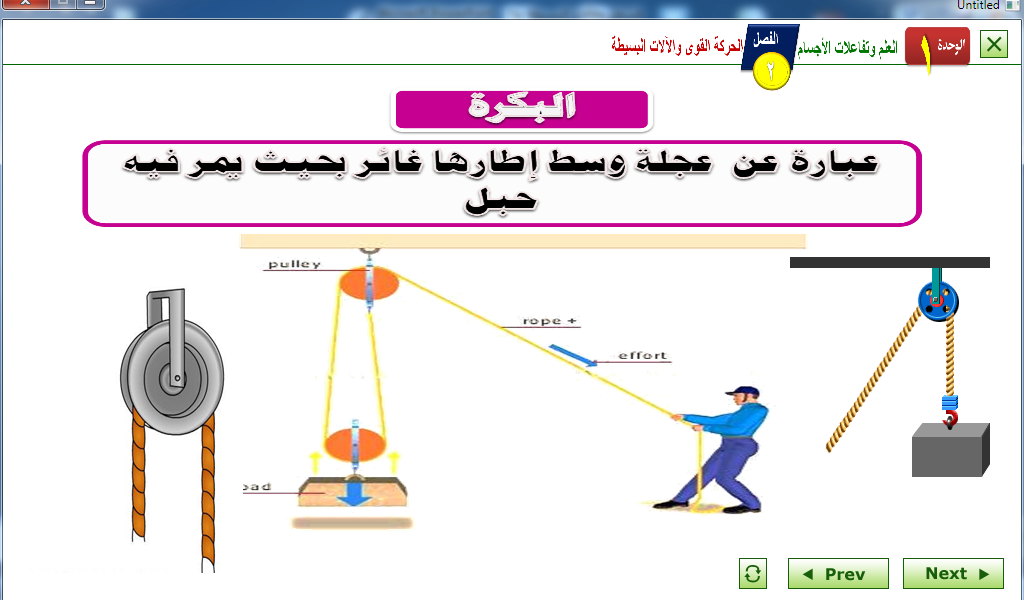 Untitled
الوحدة ١ العلم وتفاعلات الأجسام الفصل ٢ الحركة القوى والآلات البسيطة
البكرة
عبارة عن عجلة وسط إطارها غائر بحيث يمر فيه
حبل
pulley
rope +
effort
oad
Prev
Next